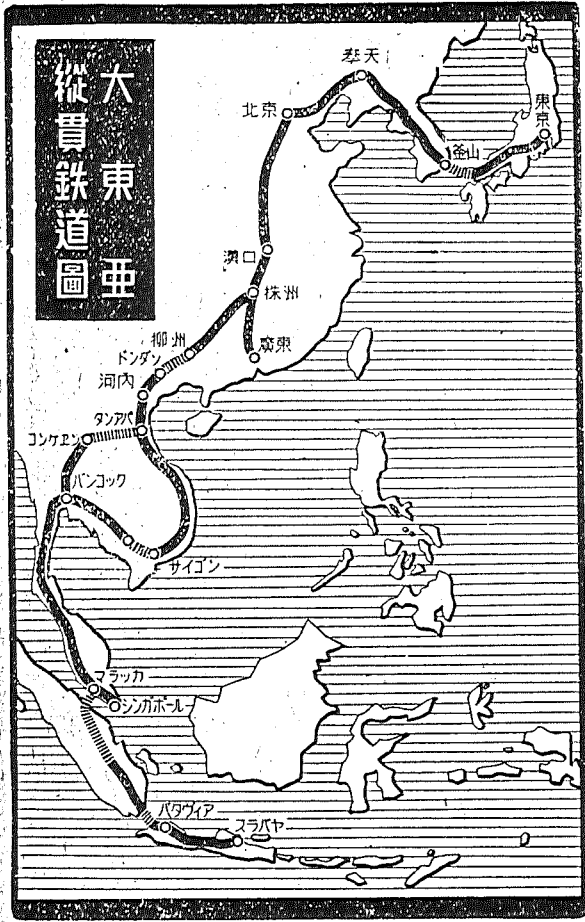 大東亜
縦貫鉄道圖
奉天
北京
東京
釜山
漢口
株洲
柳州
廣東
ドンダン
河内
タンアパ
コンケエン
バンコック
サイゴン
マラッカ
シンガポール
バタヴィア
スラバヤ